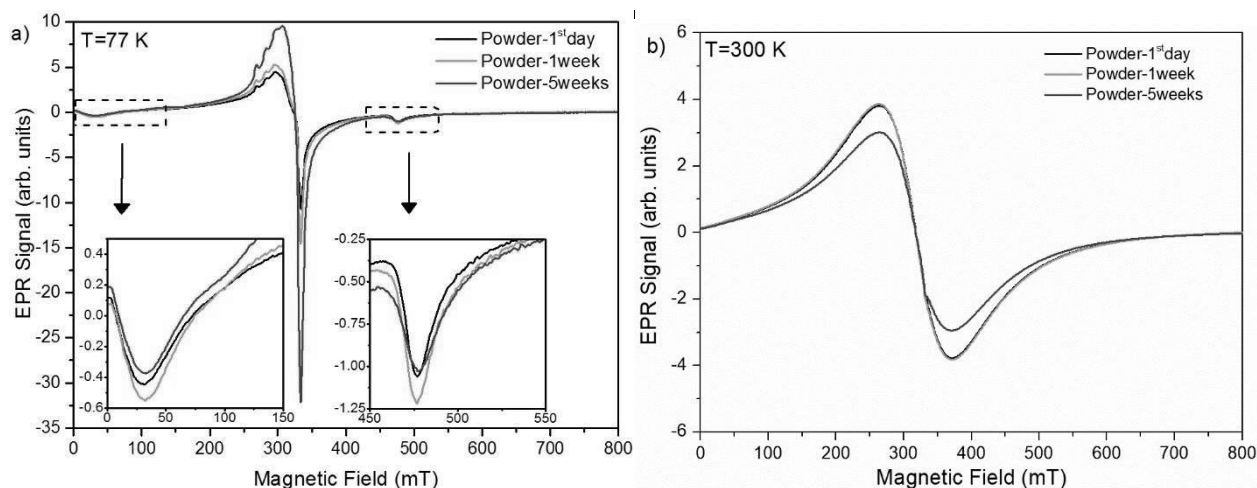 a)
T=77 K
Powder-1stday
Powder-1week
Powder-5weeks
EPR Signal (arb. units)
10
5
0
-5
-10
-15
-20
-25
-30
-35
0 100 200 300 400 500 600 700 800
Magnetic Field (mT)
0.4
0.2
0.0
-0.2
-0.4
-0.6
0 50 100 150
-0.25
-0.50
-0.75
-1.00
-1.25
450 500 550
b)
T=300 K
Powder-1stday
Powder-1week
Powder-5weeks
EPR Signal (arb. units)
6
4
2
0
-2
-4
-6
0 100 200 300 400 500 600 700 800
Magnetic Field (mT)